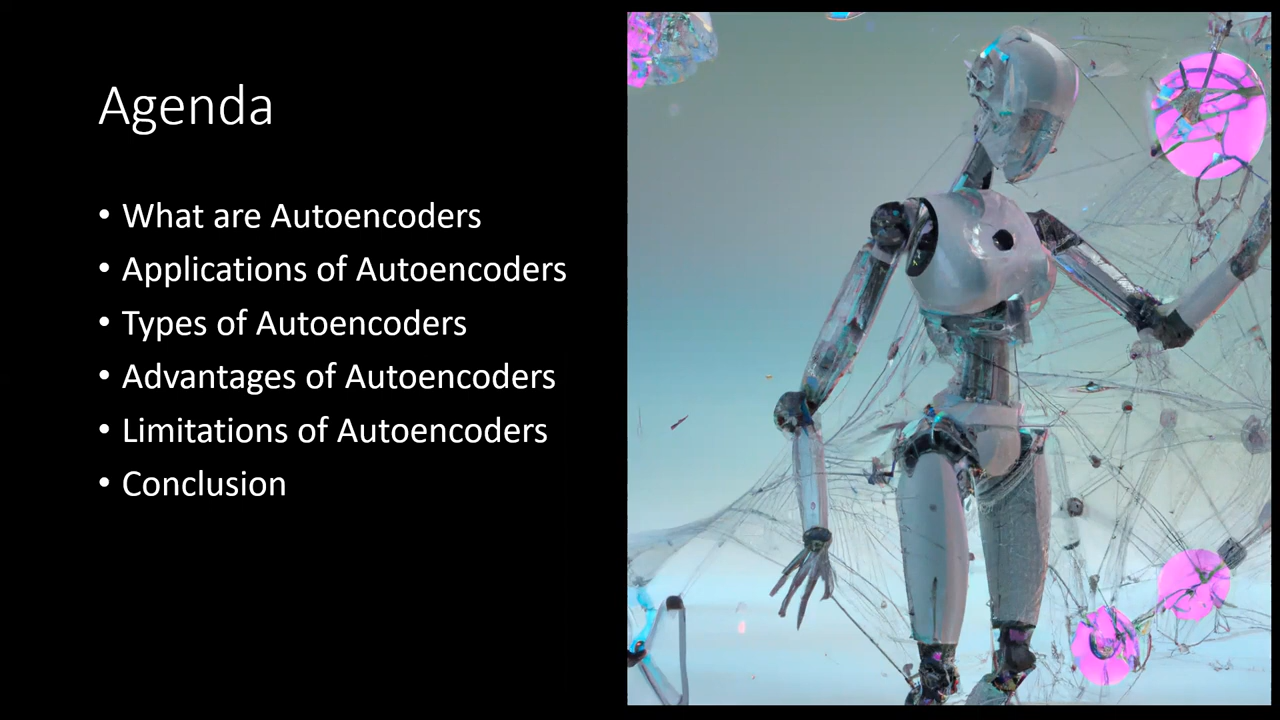 Agenda
• What are Autoencoders
• Applications of Autoencoders
• Types of Autoencoders
• Advantages of Autoencoders
• Limitations of Autoencoders
• Conclusion